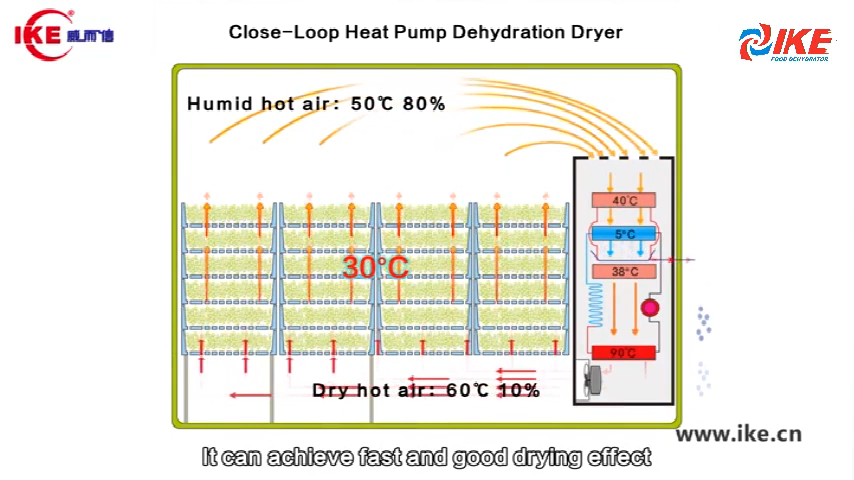 IKE 威而信
Close-Loop Heat Pump Dehydration Dryer
IKE
FOOD DEHYDRATOR
Humid hot air: 50℃ 80%
40°C
5°C
38°C
90°C
30°C
Dry hot air: 60℃ 10%
www.ike.cn
It can achieve fast and good drying effect